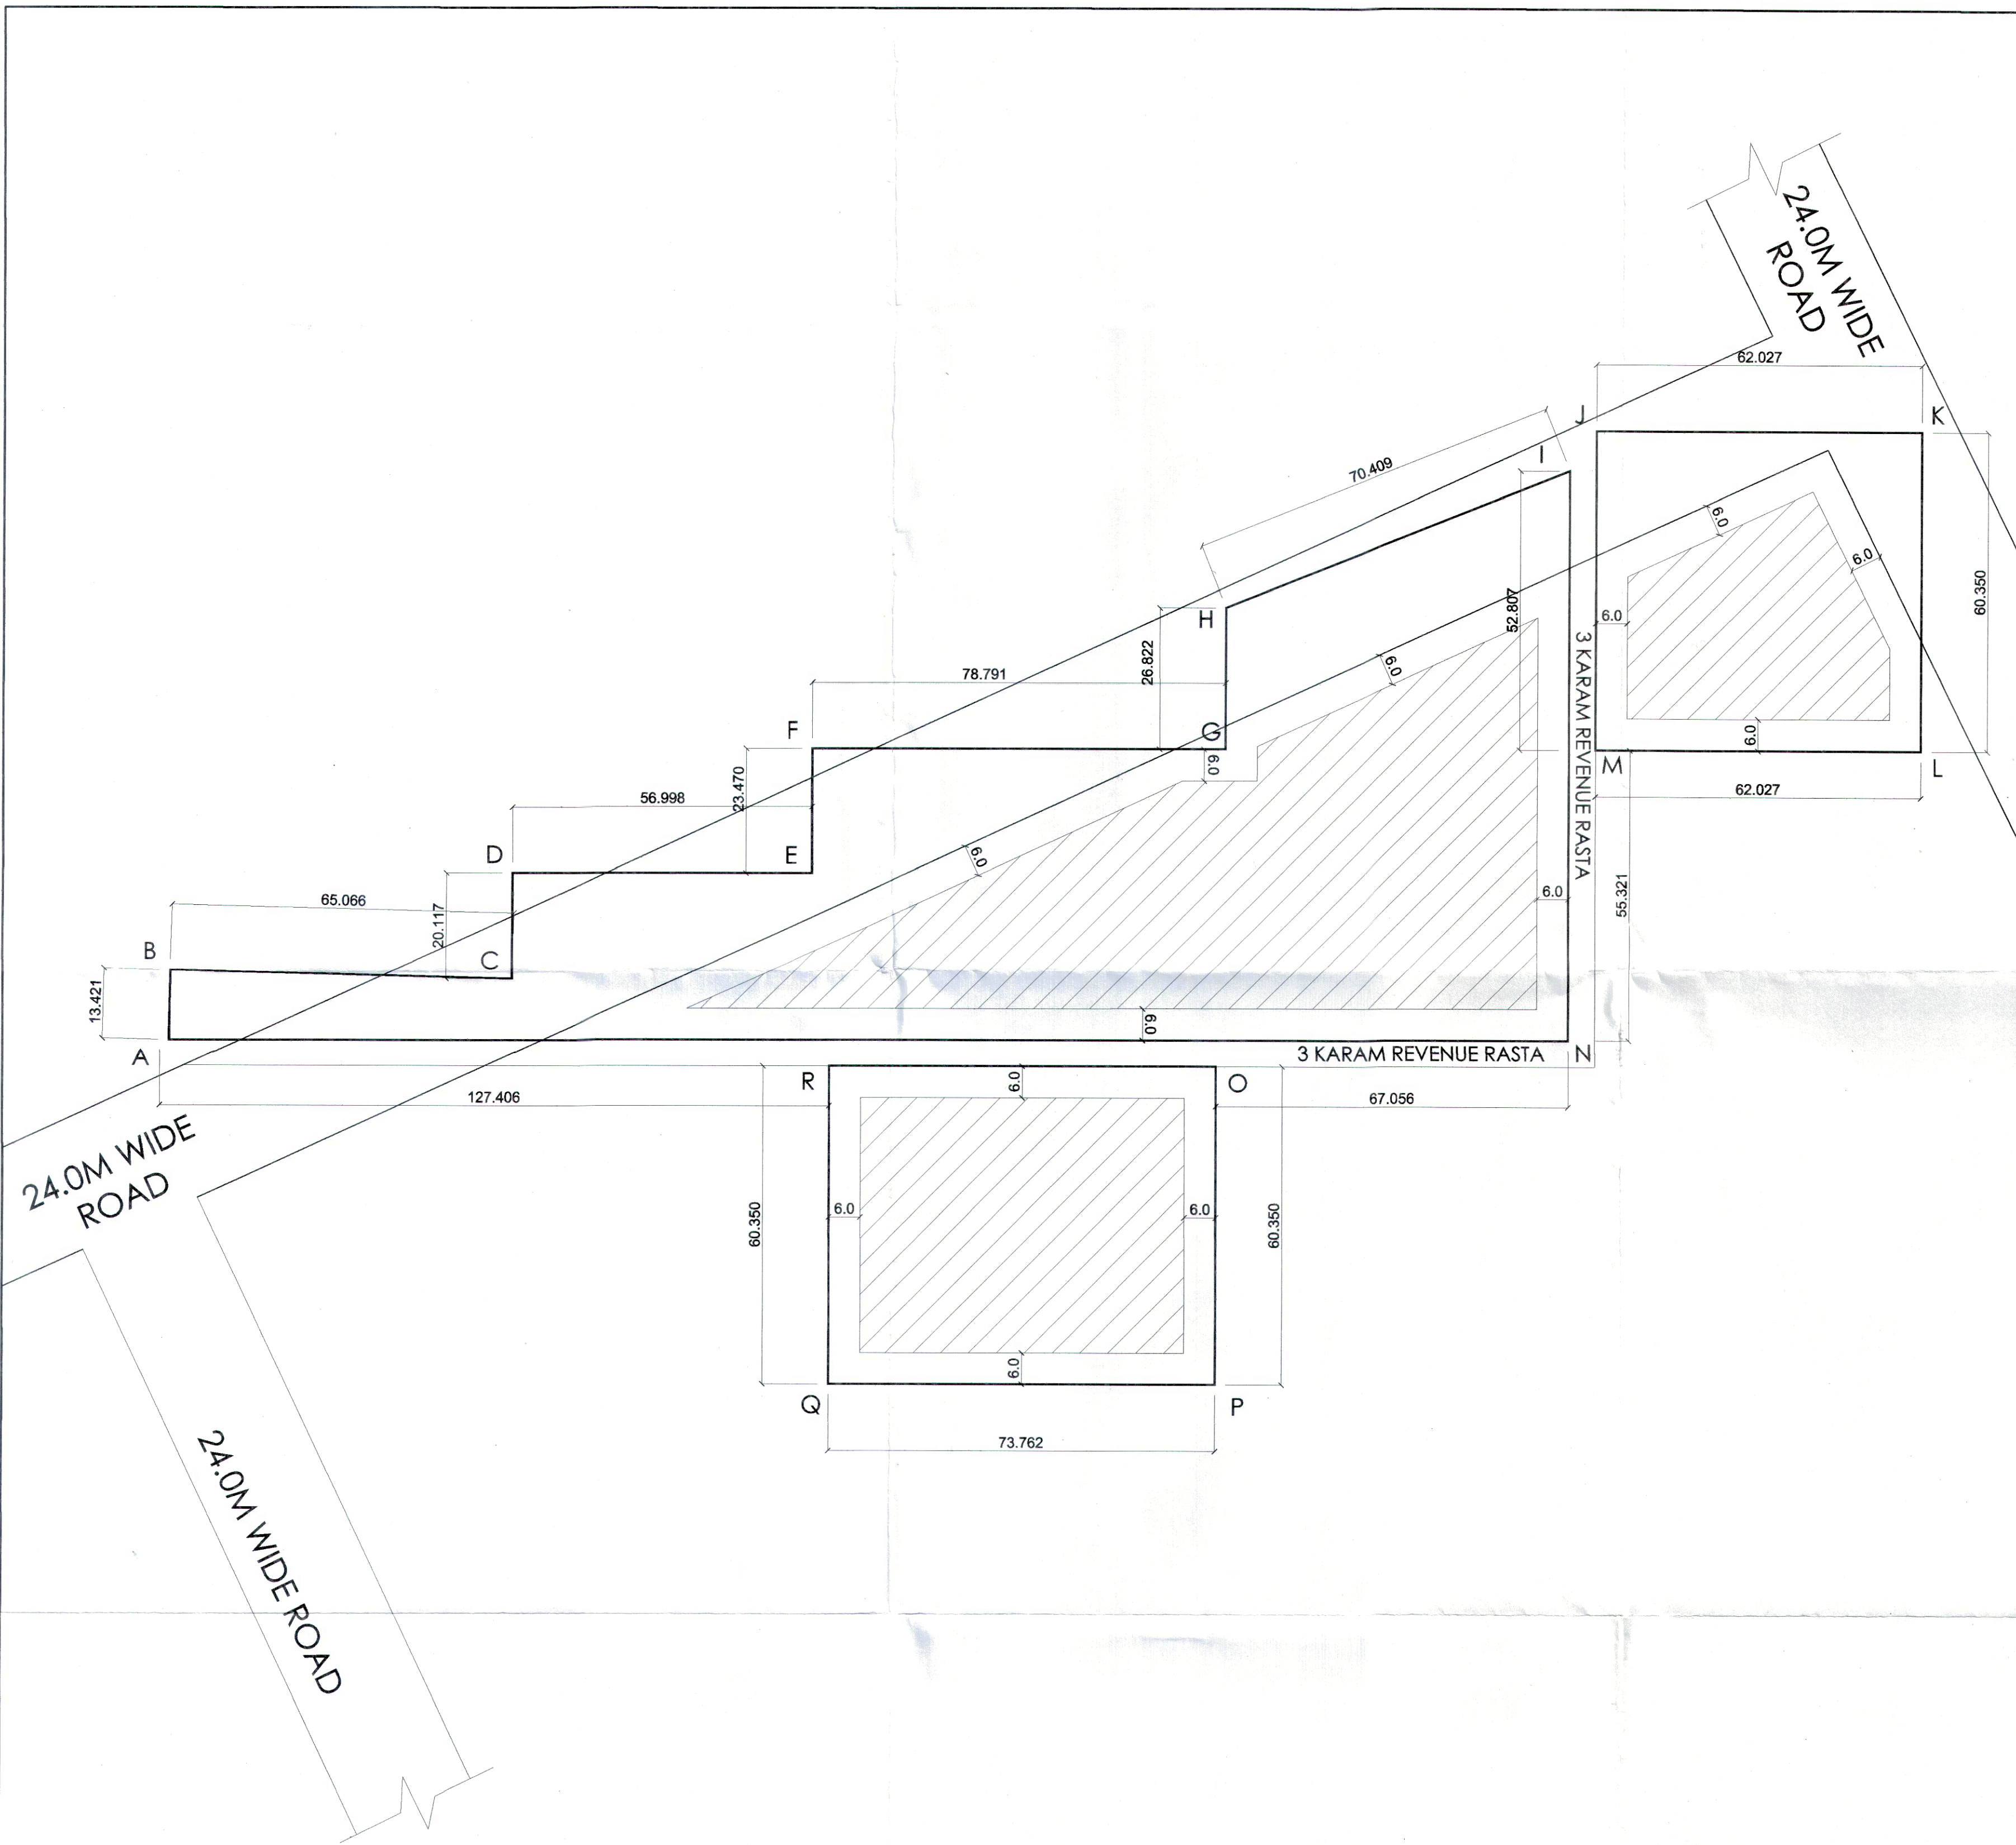 24.0M WIDE
ROAD
62.027
J
K
I
70.409
6.0
6.0
60.350
6.0
52.807
H
3 KARAM REVENUE RASTA
26.822
78.791
6.0
F
G
6.0
6.0
M
L
62.027
56.998
23.470
D
E
6.0
65.066
20.117
6.0
55.321
B
C
13.421
6.0
A
3 KARAM REVENUE RASTA
N
R
6.0
O
127.406
67.056
24.0M WIDE
ROAD
60.350
6.0
6.0
60.350
6.0
Q
P
73.762
24.0M WIDE ROAD